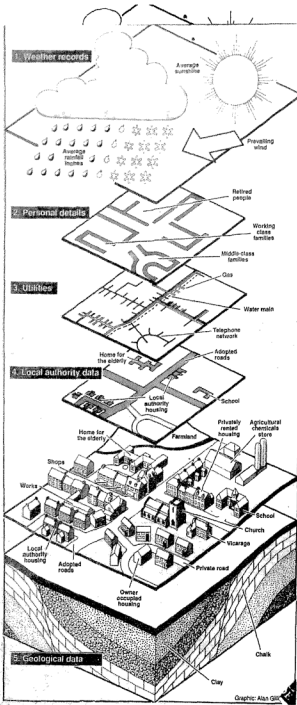 1. Weather records
Average
sunshine
Average
rainfall
inches
Prevailing
wind
Retired
people
2. Personal details
Working
class
families
Middle-class
families
3. Utilities
Gas
Water main
Telephone
network
Home for
the elderly
Adopted
roads
4. Local authority data
Local
authority
housing
School
Farmland
Home for
the elderly
Privately
rented
housing
Agricultural
chemicals
store
Shops
Works
School
Church
Vicarage
Local
authority
housing
Adopted
roads
Private road
Owner
occupied
housing
Chalk
5. Geological data
Clay
Graphic: Alan Gill